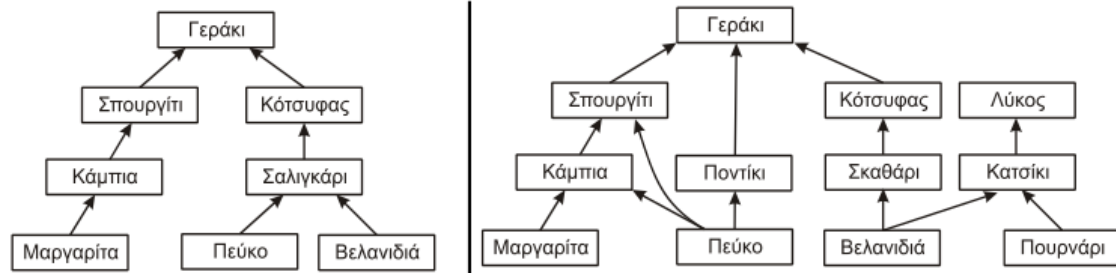 Γεράκι
Σπουργίτι Κότσυφας
Κάμπια Σαλιγκάρι
Μαργαρίτα Πεύκο Βελανιδιά
Γεράκι
Σπουργίτι Κότσυφας Λύκος
Κάμπια Ποντίκι Σκαθάρι Κατσίκι
Μαργαρίτα Πεύκο Βελανιδιά Πουρνάρι